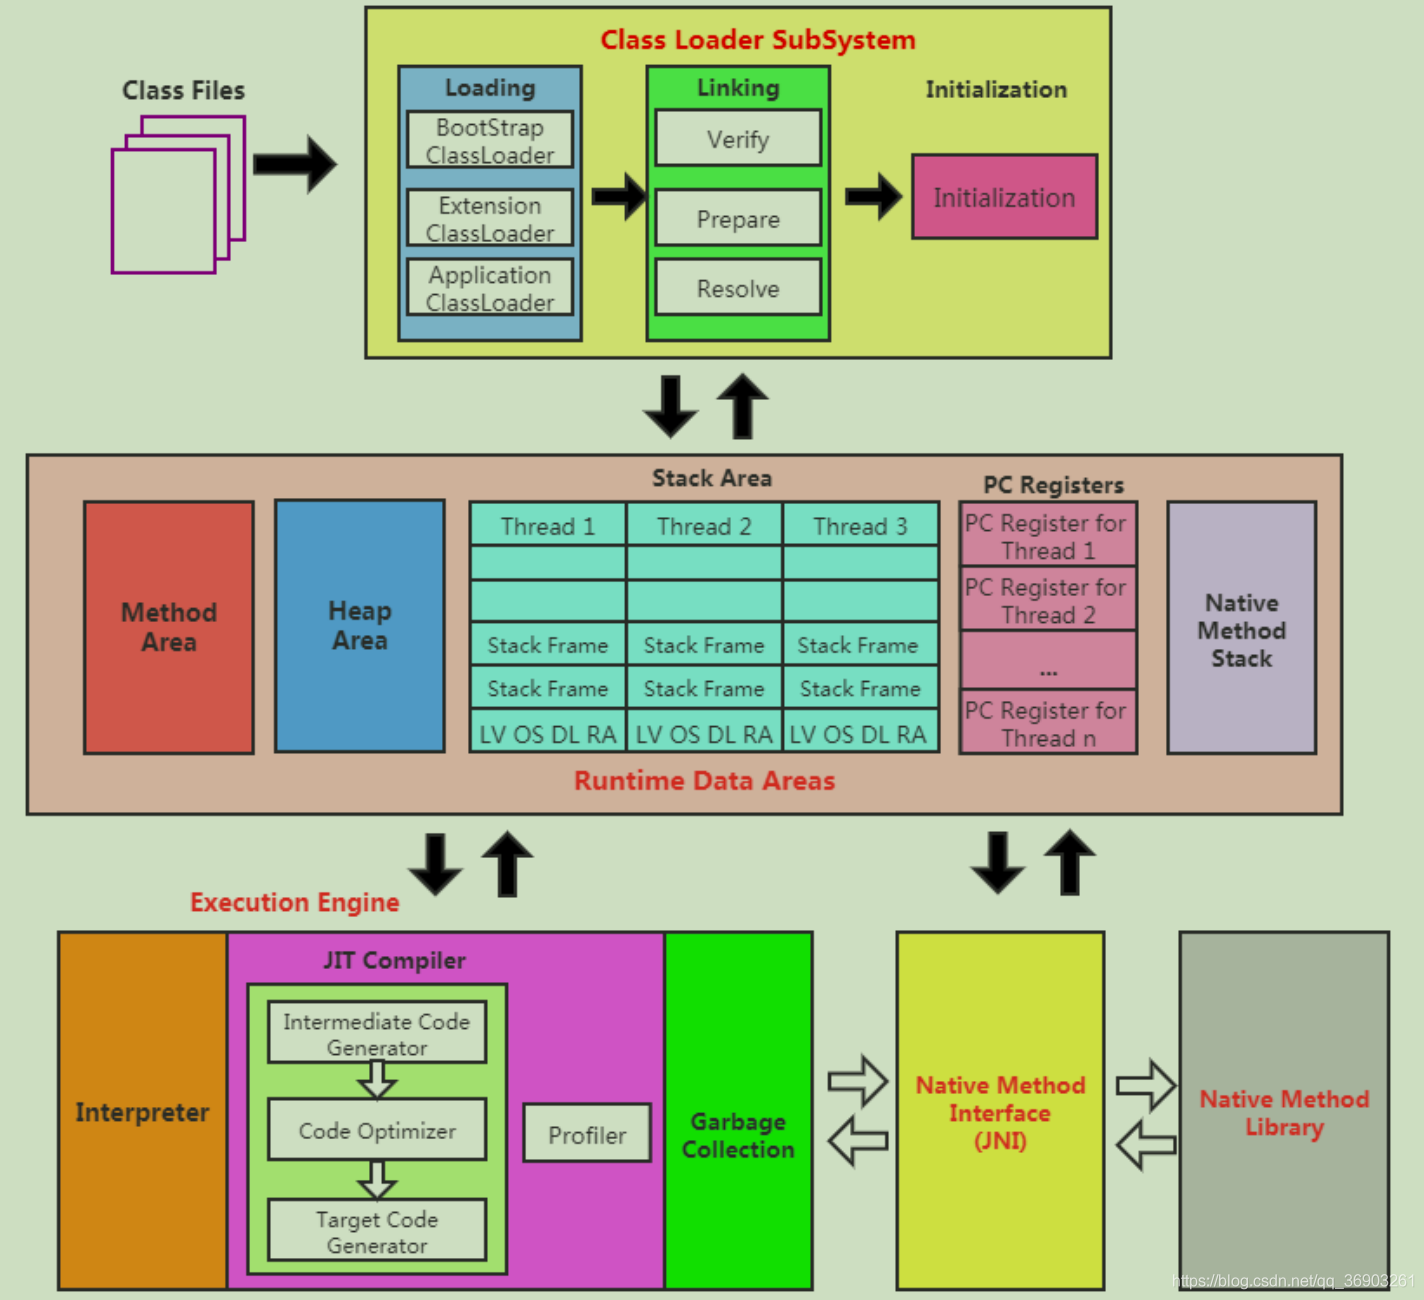 Class Loader SubSystem
Class Files
Loading
BootStrap
ClassLoader
Extension
ClassLoader
Application
ClassLoader
Linking
Verify
Prepare
Resolve
Initialization
Initialization
Method
Area
Heap
Area
Stack Area
Thread 1
Thread 2
Thread 3
Stack Frame
Stack Frame
Stack Frame
Stack Frame
Stack Frame
Stack Frame
LV OS DL RA
LV OS DL RA
LV OS DL RA
PC Registers
PC Register for
Thread 1
PC Register for
Thread 2
...
PC Register for
Thread n
Native
Method
Stack
Runtime Data Areas
Execution Engine
Interpreter
JIT Compiler
Intermediate Code
Generator
Code Optimizer
Target Code
Generator
Profiler
Garbage
Collection
Native Method
Interface
(JNI)
Native Method
Library
https://blog.csdn.net/qq_36903261